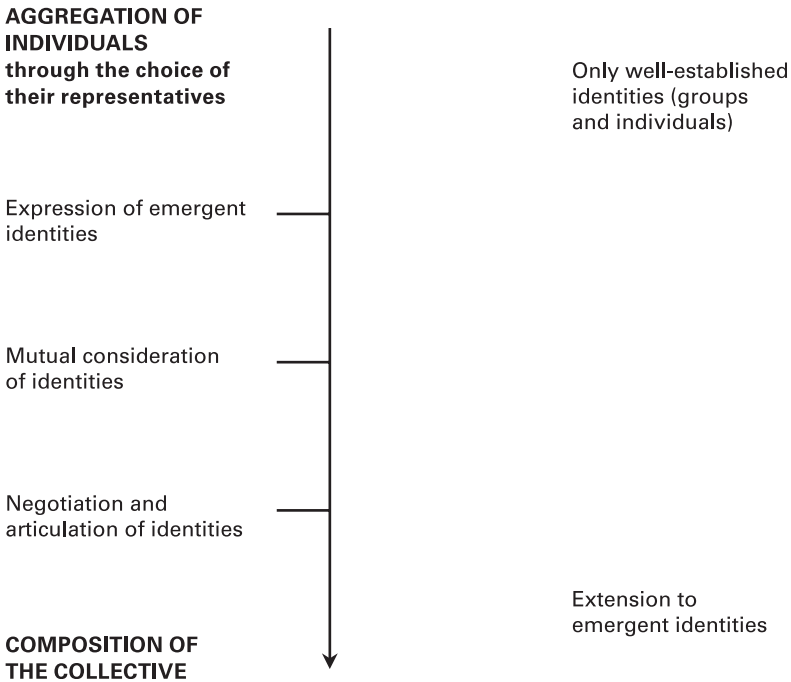 AGGREGATION OF
INDIVIDUALS
through the choice of
their representatives
Only well-established
identities (groups
and individuals)
Expression of emergent
identities
Mutual consideration
of identities
Negotiation and
articulation of identities
Extension to
emergent identities
COMPOSITION OF
THE COLLECTIVE